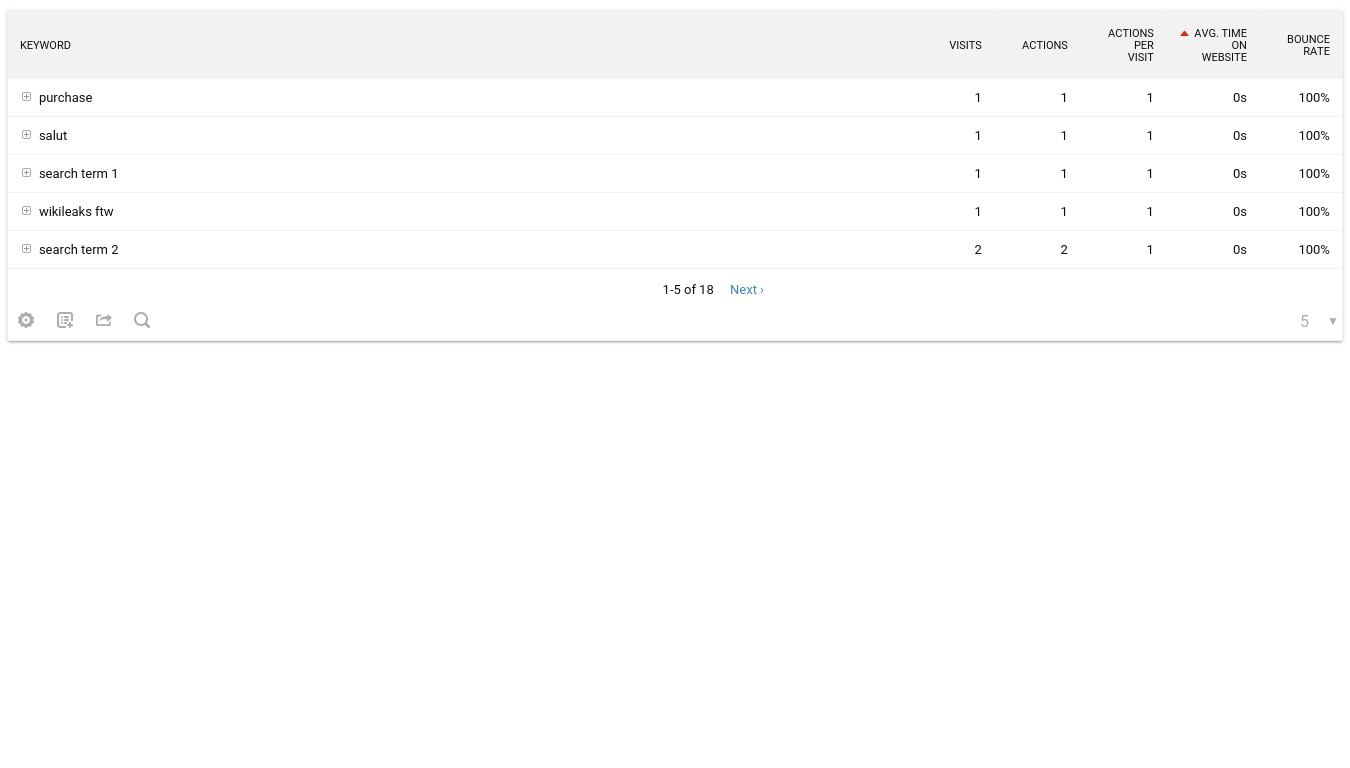 KEYWORD VISITS ACTIONS ACTIONS PER VISIT AVG. TIME ON WEBSITE BOUNCE RATE
purchase 1 1 1 0s 100%
salut 1 1 1 0s 100%
search term 1 1 1 1 0s 100%
wikileaks ftw 1 1 1 0s 100%
search term 2 2 2 1 0s 100%
1-5 of 18 Next ›
5